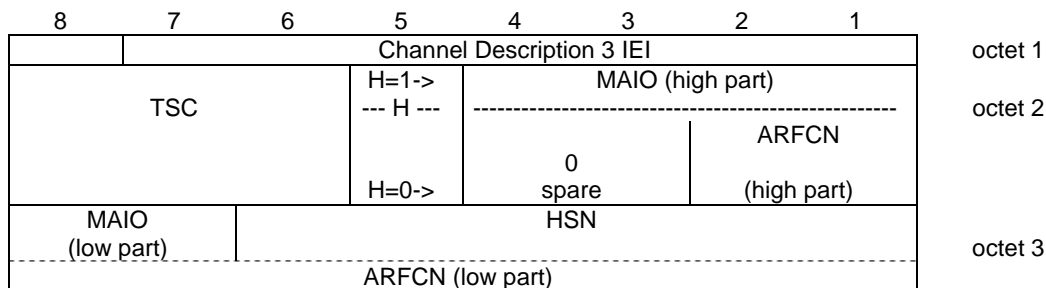 8 7 6 5 4 3 2 1
Channel Description 3 IEI octet 1
H=1-> MAIO (high part)
TSC --- H --- ----------------------------------------------------- octet 2
ARFCN
0
H=0-> spare (high part)
MAIO HSN
(low part) octet 3
ARFCN (low part)